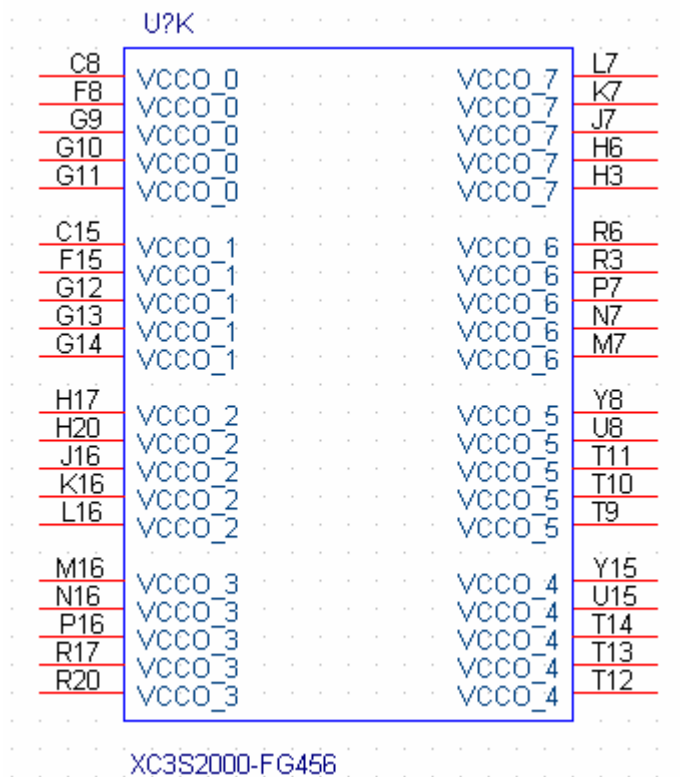 U?K
C8 VCCO_0 VCCO_7 L7
F8 VCCO_0 VCCO_7 K7
G9 VCCO_0 VCCO_7 J7
G10 VCCO_0 VCCO_7 H6
G11 VCCO_0 VCCO_7 H3
C15 VCCO_1 VCCO_6 R6
F15 VCCO_1 VCCO_6 R3
G12 VCCO_1 VCCO_6 P7
G13 VCCO_1 VCCO_6 N7
G14 VCCO_1 VCCO_6 M7
H17 VCCO_2 VCCO_5 Y8
H20 VCCO_2 VCCO_5 U8
J16 VCCO_2 VCCO_5 T11
K16 VCCO_2 VCCO_5 T10
L16 VCCO_2 VCCO_5 T9
M16 VCCO_3 VCCO_4 Y15
N16 VCCO_3 VCCO_4 U15
P16 VCCO_3 VCCO_4 T14
R17 VCCO_3 VCCO_4 T13
R20 VCCO_3 VCCO_4 T12
XC3S2000-FG456